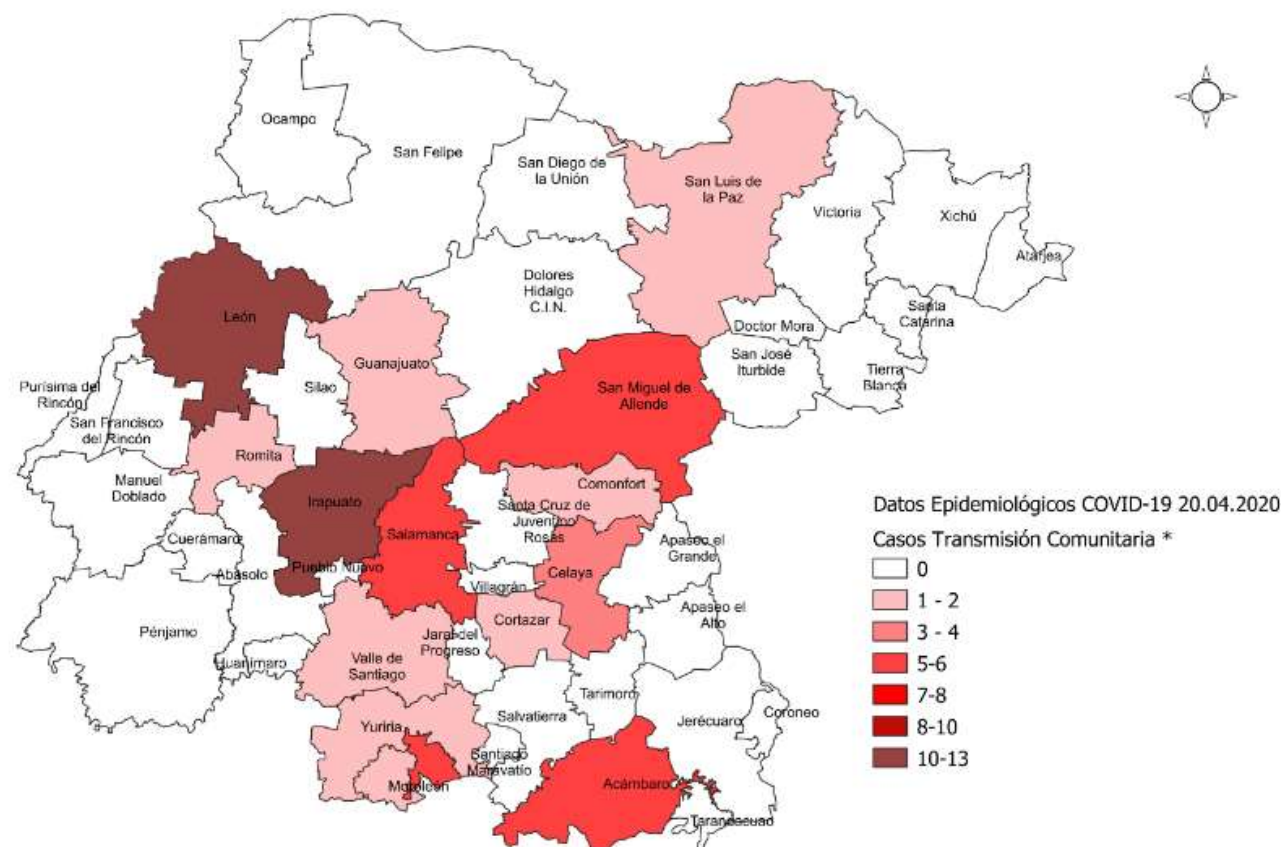 Ocampo
San Felipe
San Diego de
la Unión
San Luis de
la Paz
Victoria
Xichú
Atarjea
León
Dolores
Hidalgo
C.I.N.
Santa
Catarina
Doctor Mora
Guanajuato
San José
Iturbide
Tierra
Blanca
Purísima del
Rincón
Silao
San Miguel de
Allende
San Francisco
del Rincón
Romita
Manuel
Doblado
Irapuato
Comonfort
Santa Cruz de
Juventino
Rosas
Salamanca
Cuerámaro
Abasolo
Pueblo Nuevo
Apaseo
el
Grande
Villagrán
Celaya
Cortazar
Apaseo el
Alto
Pénjamo
Huanímaro
Valle de
Santiago
Jaral del
Progreso
Tarimoro
Salvatierra
Jerécuaro
Coroneo
Yuriria
Santiago
Maravatío
Moroleón
Acámbaro
Datos Epidemiológicos COVID-19 20.04.2020
Casos Transmisión Comunitaria *
0
1 - 2
3 - 4
5-6
7-8
8-10
10-13